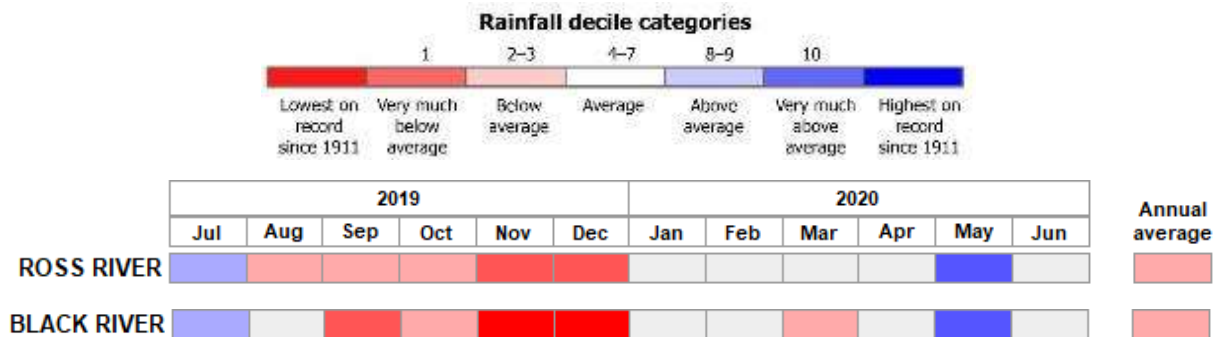 Rainfall decile categories
1 2–3 4–7 8–9 10
Lowest on record since 1911
Very much below average
Below average
Average
Above average
Very much above average
Highest on record since 1911
2019 2020
Jul Aug Sep Oct Nov Dec Jan Feb Mar Apr May Jun
Annual average
ROSS RIVER
BLACK RIVER